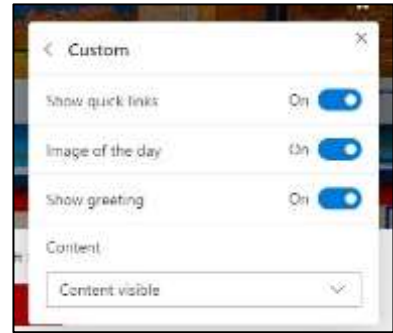 Custom
Show quick links On
Image of the day On
Show greeting On
Content
Content visible